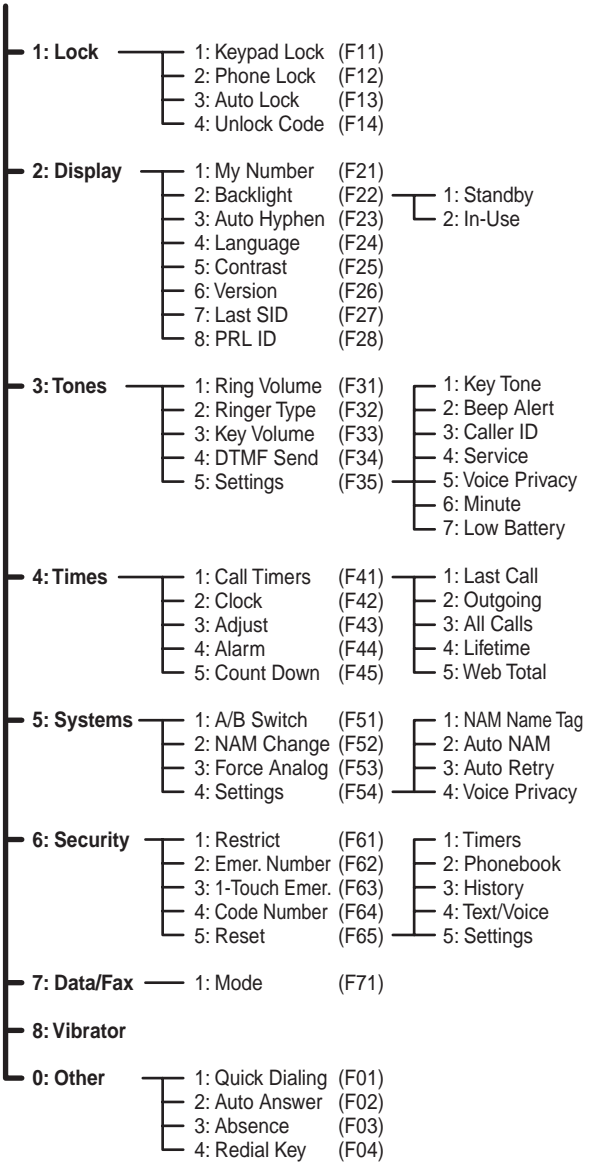 1: Lock 1: Keypad Lock (F11)
2: Phone Lock (F12)
3: Auto Lock (F13)
4: Unlock Code (F14)
2: Display 1: My Number (F21)
2: Backlight (F22) 1: Standby
3: Auto Hyphen (F23) 2: In-Use
4: Language (F24)
5: Contrast (F25)
6: Version (F26)
7: Last SID (F27)
8: PRL ID (F28)
3: Tones 1: Ring Volume (F31) 1: Key Tone
2: Ringer Type (F32) 2: Beep Alert
3: Key Volume (F33) 3: Caller ID
4: DTMF Send (F34) 4: Service
5: Settings (F35) 5: Voice Privacy
6: Minute
7: Low Battery
4: Times 1: Call Timers (F41) 1: Last Call
2: Clock (F42) 2: Outgoing
3: Adjust (F43) 3: All Calls
4: Alarm (F44) 4: Lifetime
5: Count Down (F45) 5: Web Total
5: Systems 1: A/B Switch (F51) 1: NAM Name Tag
2: NAM Change (F52) 2: Auto NAM
3: Force Analog (F53) 3: Auto Retry
4: Settings (F54) 4: Voice Privacy
6: Security 1: Restrict (F61) 1: Timers
2: Emer. Number (F62) 2: Phonebook
3: 1-Touch Emer. (F63) 3: History
4: Code Number (F64) 4: Text/Voice
5: Reset (F65) 5: Settings
7: Data/Fax 1: Mode (F71)
8: Vibrator
0: Other 1: Quick Dialing (F01)
2: Auto Answer (F02)
3: Absence (F03)
4: Redial Key (F04)